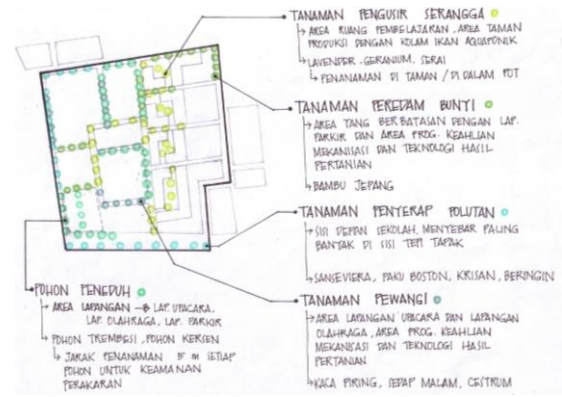 TANAMAN PENGUSIR SERANGGA
AREA RUANG PEMBELAJARAN, AREA TAMAN
PRODUKSI DENGAN KOLAM IKAN AQUAPONIK
LAVENDER, GERANIUM, SERAI
PENANAMAN DI TAMAN / DI DALAM POT
TANAMAN PEREDAM BUNYI
AREA YANG BERBATASAN DENGAN LAP.
PARKIR DAN AREA PROG. KEAHLIAN
MEKANISASI DAN TEKNOLOGI HASIL
PERTANIAN
BAMBU JEPANG
TANAMAN PENYERAP POLUTAN
SISI DEPAN SEKOLAH, MENYEBAR PALING
BANYAK DI SISI TEPI TAPAK
SANSEVIERA, PAKU BOSTON, KRISAN, BERINGIN
TANAMAN PEWANGI
AREA LAPANGAN UPACARA DAN LAPANGAN
OLAHRAGA, AREA PROG. KEAHLIAN
MEKANISASI DAN TEKNOLOGI HASIL
PERTANIAN
KACA PIRING, SEDAP MALAM, CESTRUM
POHON PENEDUH
AREA LAPANGAN → LAP. UPACARA,
LAP. OLAHRAGA, LAP. PARKIR
POHON TREMBESI, POHON KERSEN
JARAK PENANAMAN 5 M SETIAP
POHON UNTUK KEAMANAN
PERAKARAN